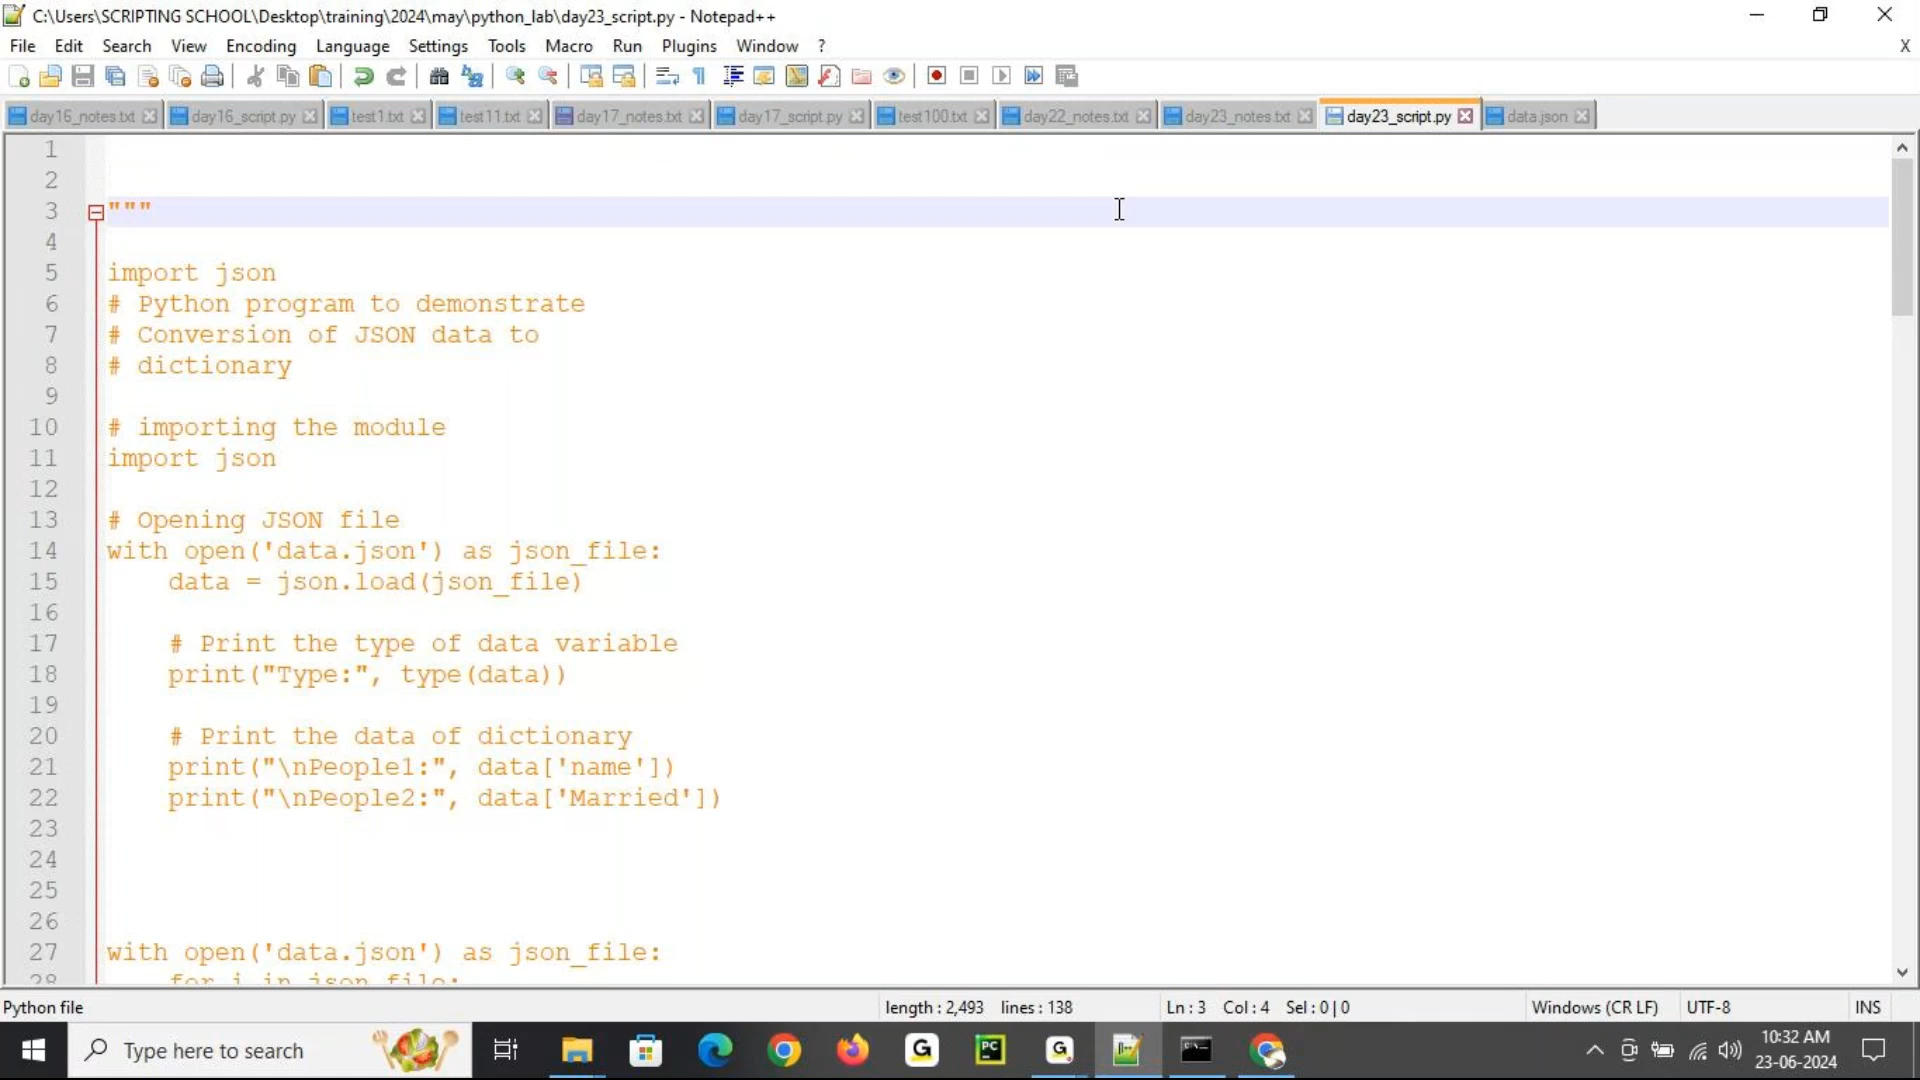 C:\Users\SCRIPTING SCHOOL\Desktop\training\2024\may\python_lab\day23_script.py - Notepad++
File Edit Search View Encoding Language Settings Tools Macro Run Plugins Window ? X
day16_notes.txt day16_script.py test1.txt test11.txt day17_notes.txt day17_script.py test100.txt day22_notes.txt day23_notes.txt day23_script.py data.json
1
2
3 """
4
5 import json
6 # Python program to demonstrate
7 # Conversion of JSON data to
8 # dictionary
9
10 # importing the module
11 import json
12
13 # Opening JSON file
14 with open('data.json') as json_file:
15 data = json.load(json_file)
16
17 # Print the type of data variable
18 print("Type:", type(data))
19
20 # Print the data of dictionary
21 print("\nPeople1:", data['name'])
22 print("\nPeople2:", data['Married'])
23
24
25
26
27 with open('data.json') as json_file:
28 for i in json_file:
Python file length : 2,493 lines : 138 Ln : 3 Col : 4 Sel : 0 | 0 Windows (CR LF) UTF-8 INS
Type here to search
10:32 AM
23-06-2024